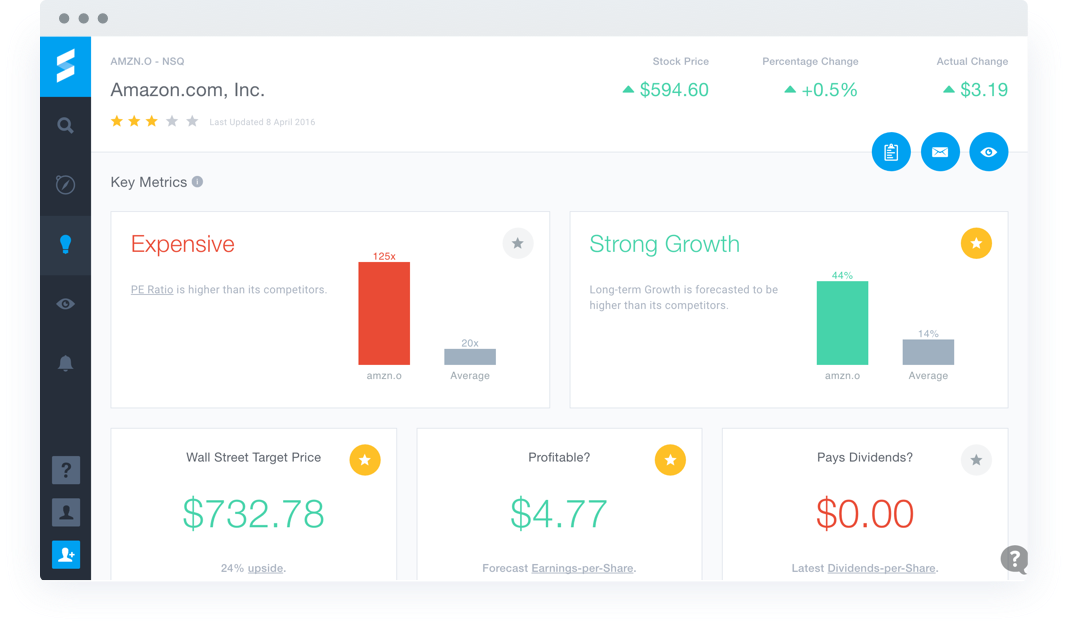 AMZN.O - NSQ
Amazon.com, Inc.
Last Updated 8 April 2016
Stock Price
$594.60
Percentage Change
+0.5%
Actual Change
$3.19
Key Metrics
Expensive
PE Ratio is higher than its competitors.
125x
20x
amzn.o
Average
Strong Growth
Long-term Growth is forecasted to be
higher than its competitors.
44%
14%
amzn.o
Average
Wall Street Target Price
$732.78
24% upside.
Profitable?
$4.77
Forecast Earnings-per-Share.
Pays Dividends?
$0.00
Latest Dividends-per-Share.
?
?